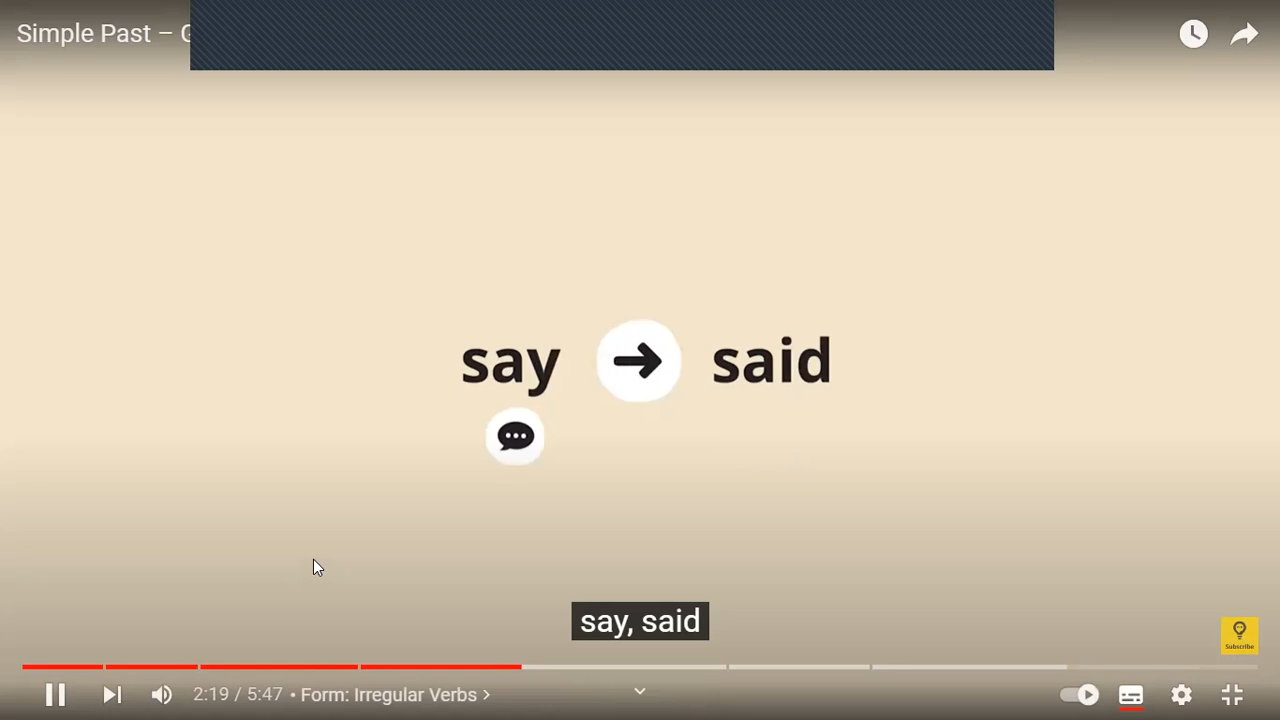 Simple Past –
say → said
say, said
Subscribe
2:19 / 5:47 • Form: Irregular Verbs >